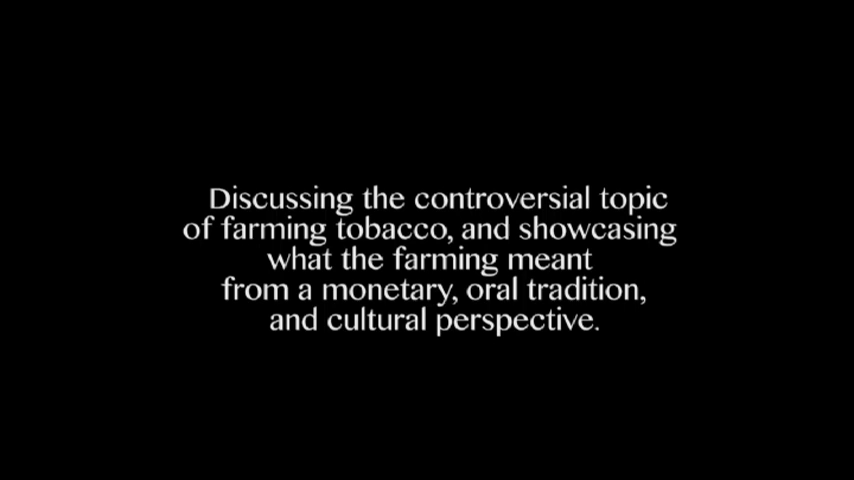 Discussing the controversial topic
of farming tobacco, and showcasing
what the farming meant
from a monetary, oral tradition,
and cultural perspective.